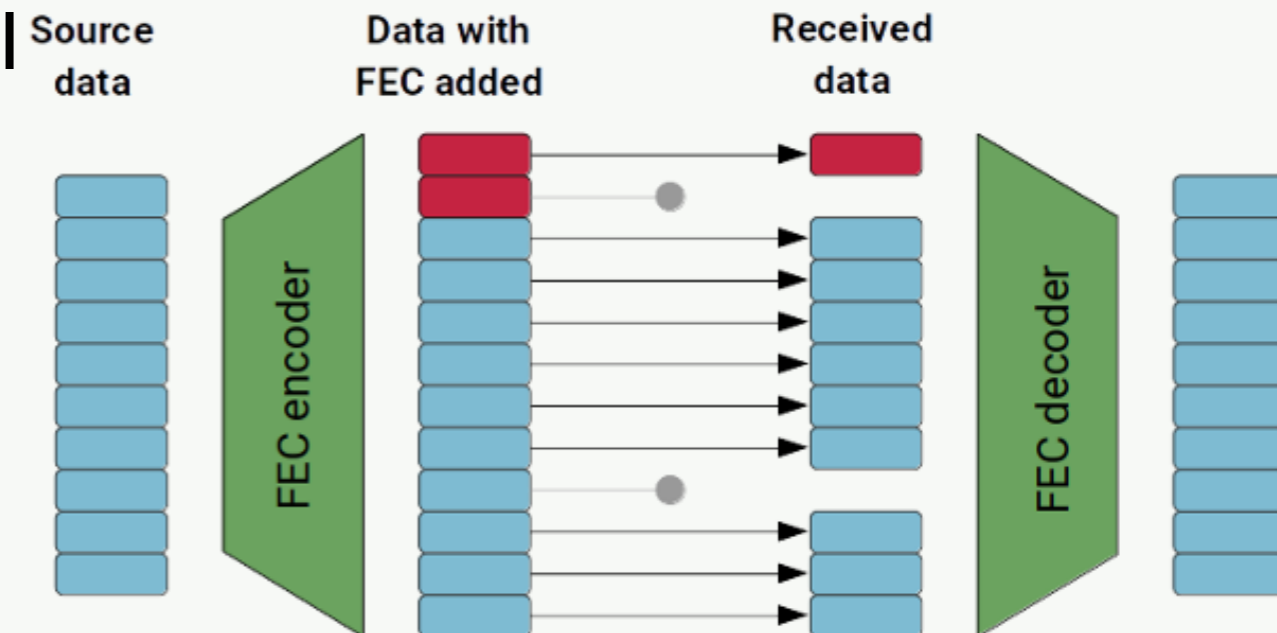 Source
data
Data with
FEC added
Received
data
FEC encoder
FEC decoder